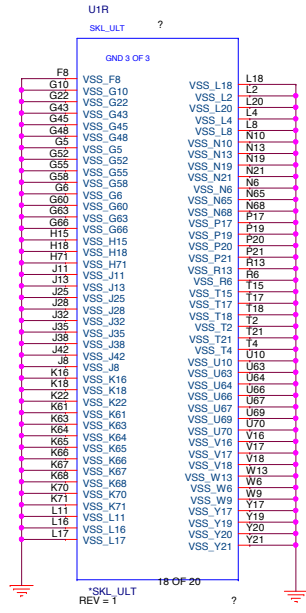 U1R
SKL_ULT
?
GND 3 OF 3
F8 VSS_F8
G10 VSS_G10
G22 VSS_G22
G43 VSS_G43
G45 VSS_G45
G48 VSS_G48
G5 VSS_G5
G52 VSS_G52
G55 VSS_G55
G58 VSS_G58
G6 VSS_G6
G60 VSS_G60
G63 VSS_G63
G66 VSS_G66
H15 VSS_H15
H18 VSS_H18
H71 VSS_H71
J11 VSS_J11
J13 VSS_J13
J25 VSS_J25
J28 VSS_J28
J32 VSS_J32
J35 VSS_J35
J38 VSS_J38
J42 VSS_J42
J8 VSS_J8
K16 VSS_K16
K18 VSS_K18
K22 VSS_K22
K61 VSS_K61
K63 VSS_K63
K64 VSS_K64
K65 VSS_K65
K66 VSS_K66
K67 VSS_K67
K68 VSS_K68
K70 VSS_K70
K71 VSS_K71
L11 VSS_L11
L16 VSS_L16
L17 VSS_L17
VSS_L18 L18
VSS_L2 L2
VSS_L20 L20
VSS_L4 L4
VSS_L8 L8
VSS_N10 N10
VSS_N13 N13
VSS_N19 N19
VSS_N21 N21
VSS_N6 N6
VSS_N65 N65
VSS_N68 N68
VSS_P17 P17
VSS_P19 P19
VSS_P20 P20
VSS_P21 P21
VSS_R13 R13
VSS_R6 R6
VSS_T15 T15
VSS_T17 T17
VSS_T18 T18
VSS_T2 T2
VSS_T21 T21
VSS_T4 T4
VSS_U10 U10
VSS_U63 U63
VSS_U64 U64
VSS_U66 U66
VSS_U67 U67
VSS_U69 U69
VSS_U70 U70
VSS_V16 V16
VSS_V17 V17
VSS_V18 V18
VSS_W13 W13
VSS_W6 W6
VSS_W9 W9
VSS_Y17 Y17
VSS_Y19 Y19
VSS_Y20 Y20
VSS_Y21 Y21
18 OF 20
*SKL_ULT
REV = 1 ?